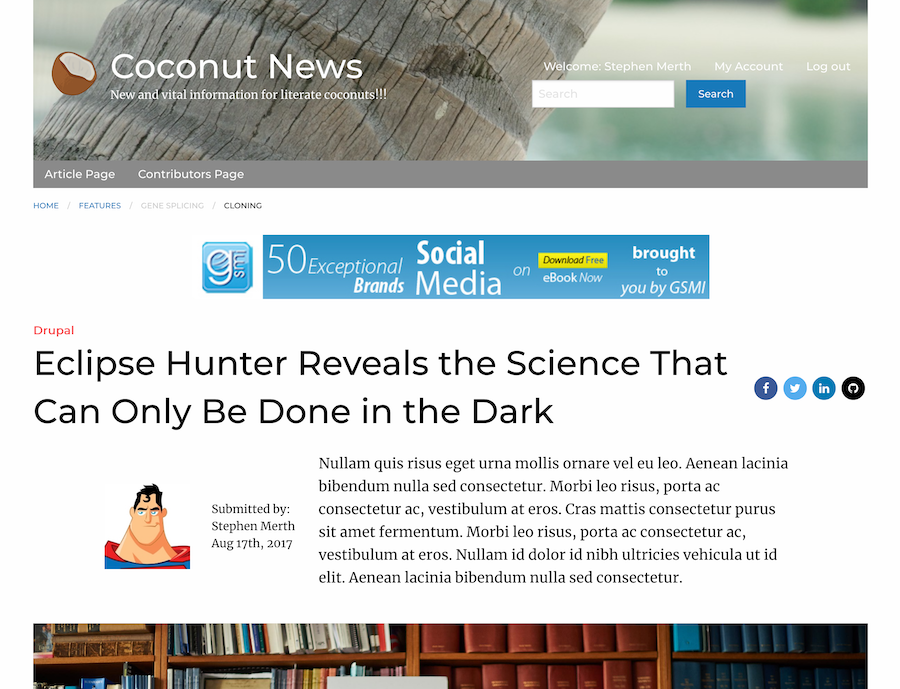 Coconut News
New and vital information for literate coconuts!!!
Welcome: Stephen Merth My Account Log out
Search Search
Article Page Contributors Page
HOME / FEATURES / GENE SPLICING / CLONING
g gsmi 50 Exceptional Brands Social Media on Download Free eBook Now brought to you by GSMI
Drupal
Eclipse Hunter Reveals the Science That
Can Only Be Done in the Dark
Submitted by:
Stephen Merth
Aug 17th, 2017
Nullam quis risus eget urna mollis ornare vel eu leo. Aenean lacinia
bibendum nulla sed consectetur. Morbi leo risus, porta ac
consectetur ac, vestibulum at eros. Cras mattis consectetur purus
sit amet fermentum. Morbi leo risus, porta ac consectetur ac,
vestibulum at eros. Nullam id dolor id nibh ultricies vehicula ut id
elit. Aenean lacinia bibendum nulla sed consectetur.